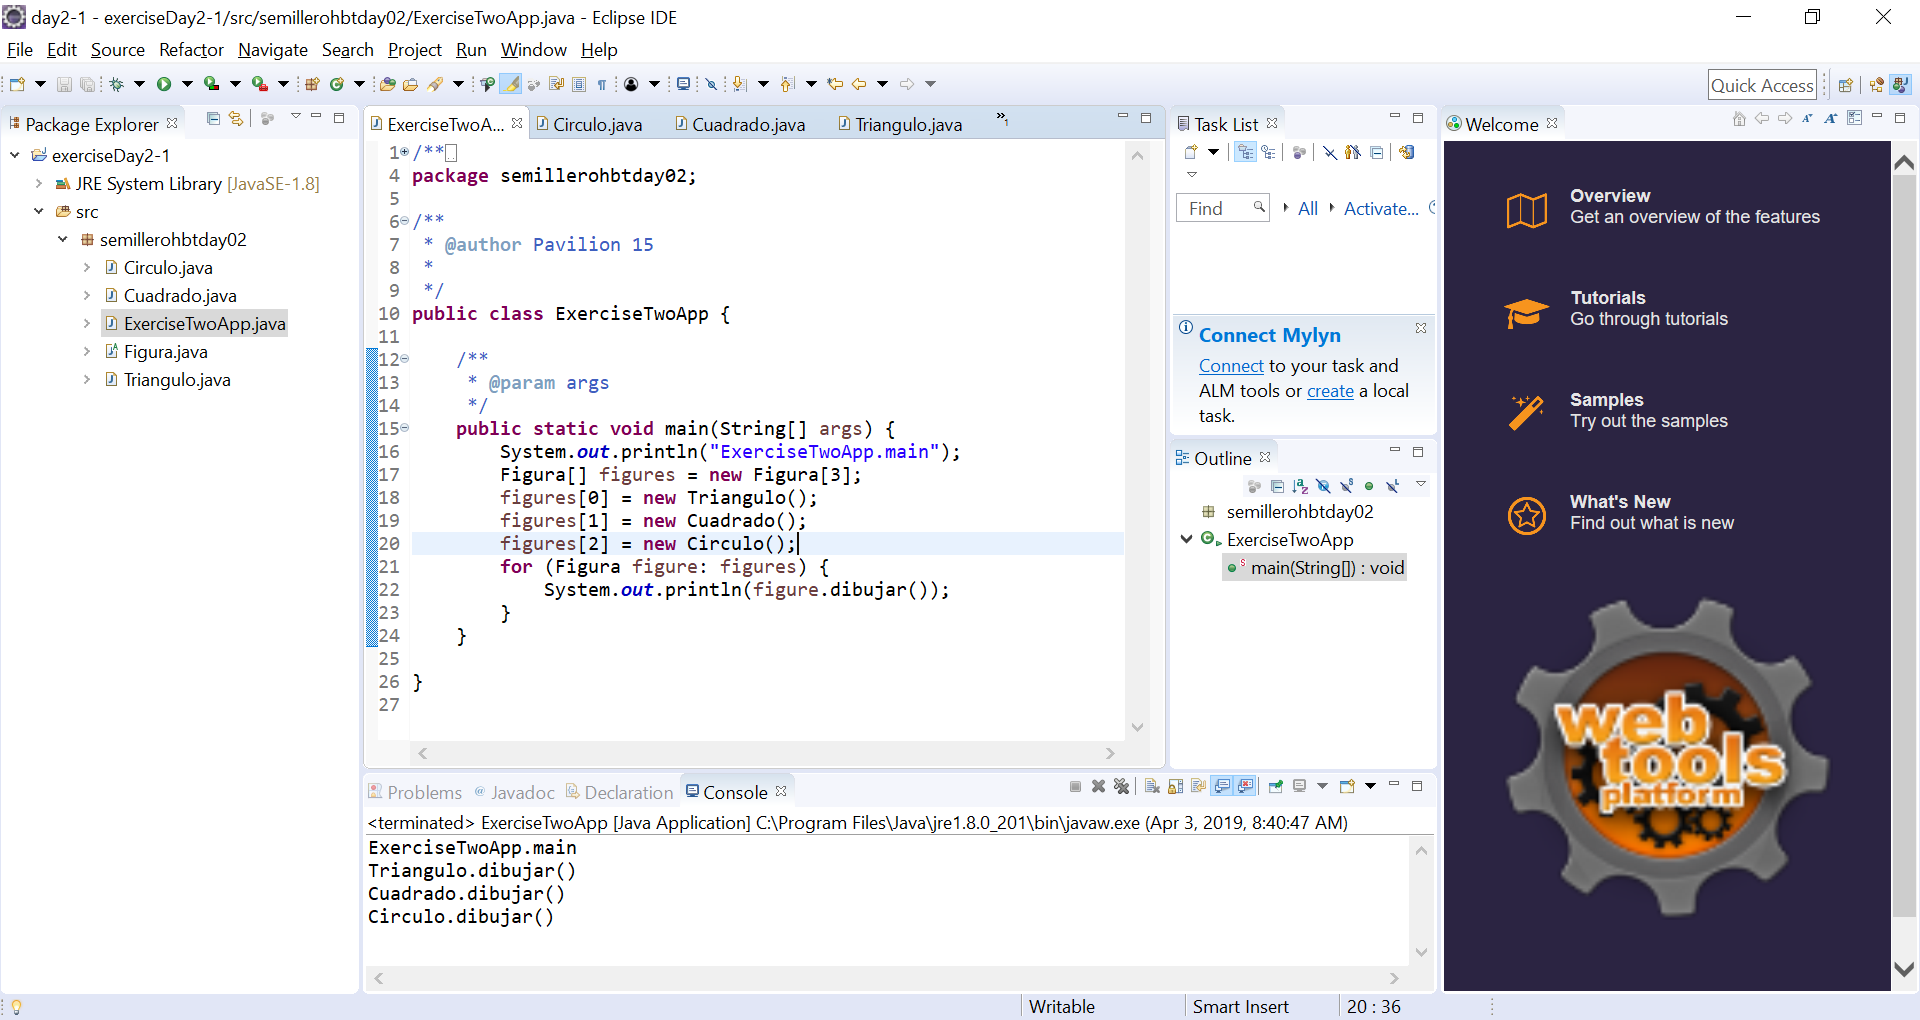 day2-1 - exerciseDay2-1/src/semillerohbtday02/ExerciseTwoApp.java - Eclipse IDE
File Edit Source Refactor Navigate Search Project Run Window Help
Quick Access
Package Explorer
exerciseDay2-1
JRE System Library [JavaSE-1.8]
src
semillerohbtday02
Circulo.java
Cuadrado.java
ExerciseTwoApp.java
Figura.java
Triangulo.java
ExerciseTwoA... Circulo.java Cuadrado.java Triangulo.java »1
1 /**
4 package semillerohbtday02;
5
6 /**
7 * @author Pavilion 15
8 *
9 */
10 public class ExerciseTwoApp {
11
12 /**
13 * @param args
14 */
15 public static void main(String[] args) {
16 System.out.println("ExerciseTwoApp.main");
17 Figura[] figures = new Figura[3];
18 figures[0] = new Triangulo();
19 figures[1] = new Cuadrado();
20 figures[2] = new Circulo();
21 for (Figura figure: figures) {
22 System.out.println(figure.dibujar());
23 }
24 }
25
26 }
27
Task List
Find All Activate...
Connect Mylyn
Connect to your task and
ALM tools or create a local
task.
Outline
semillerohbtday02
ExerciseTwoApp
main(String[]) : void
Welcome
Overview
Get an overview of the features
Tutorials
Go through tutorials
Samples
Try out the samples
What's New
Find out what is new
web
tools
platform
Problems Javadoc Declaration Console
<terminated> ExerciseTwoApp [Java Application] C:\Program Files\Java\jre1.8.0_201\bin\javaw.exe (Apr 3, 2019, 8:40:47 AM)
ExerciseTwoApp.main
Triangulo.dibujar()
Cuadrado.dibujar()
Circulo.dibujar()
Writable Smart Insert 20 : 36